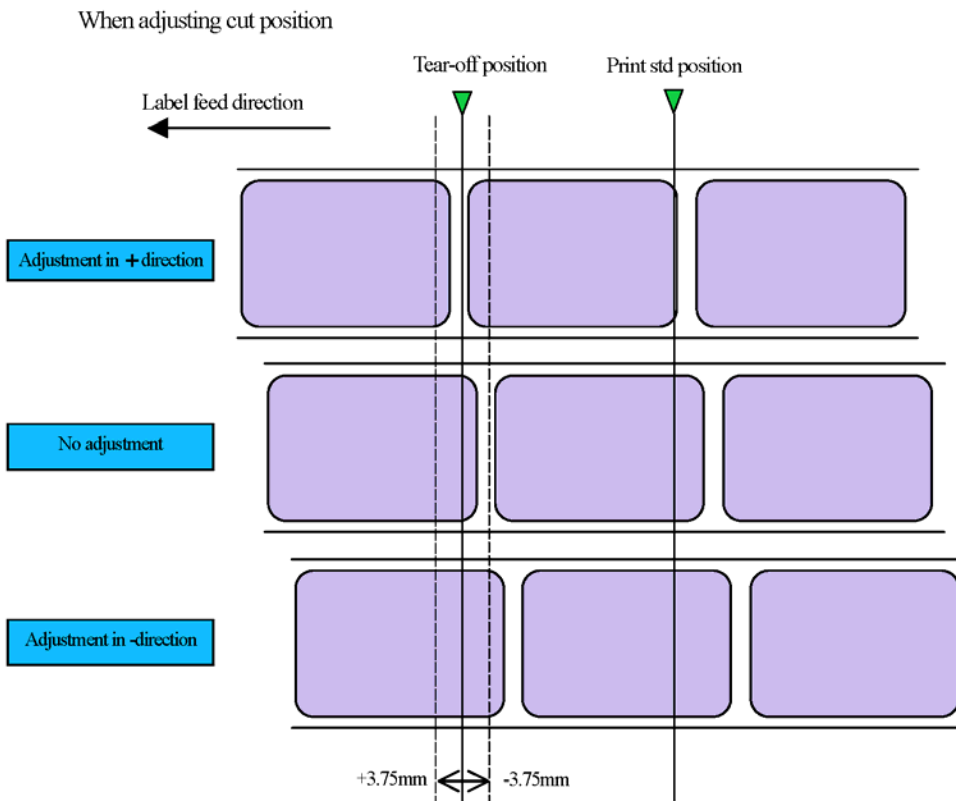 When adjusting cut position
Tear-off position
Print std position
Label feed direction
Adjustment in +direction
No adjustment
Adjustment in -direction
+3.75mm
-3.75mm